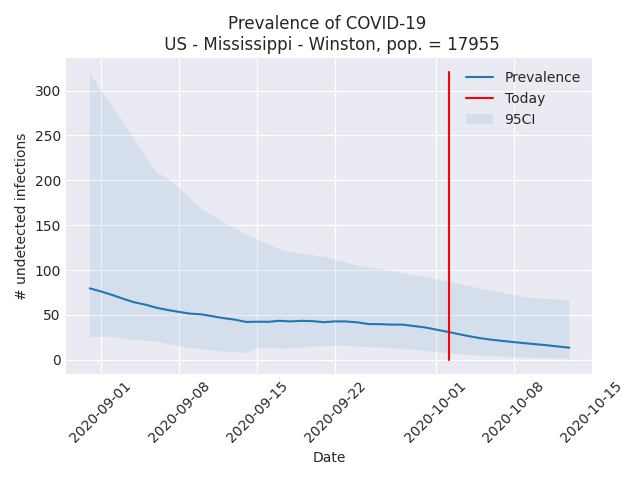 Prevalence of COVID-19
US - Mississippi - Winston, pop. = 17955
Prevalence
Today
95CI
300
250
200
150
100
50
0
# undetected infections
2020-09-01
2020-09-08
2020-09-15
2020-09-22
2020-10-01
2020-10-08
2020-10-15
Date